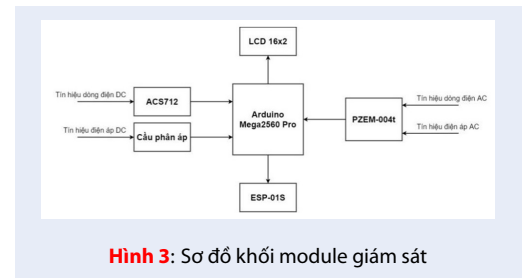 LCD 16x2
Tín hiệu dòng điện DC
ACS712
Tín hiệu điện áp DC
Cầu phân áp
Arduino
Mega2560 Pro
PZEM-004t
Tín hiệu dòng điện AC
Tín hiệu điện áp AC
ESP-01S
Hình 3: Sơ đồ khối module giám sát